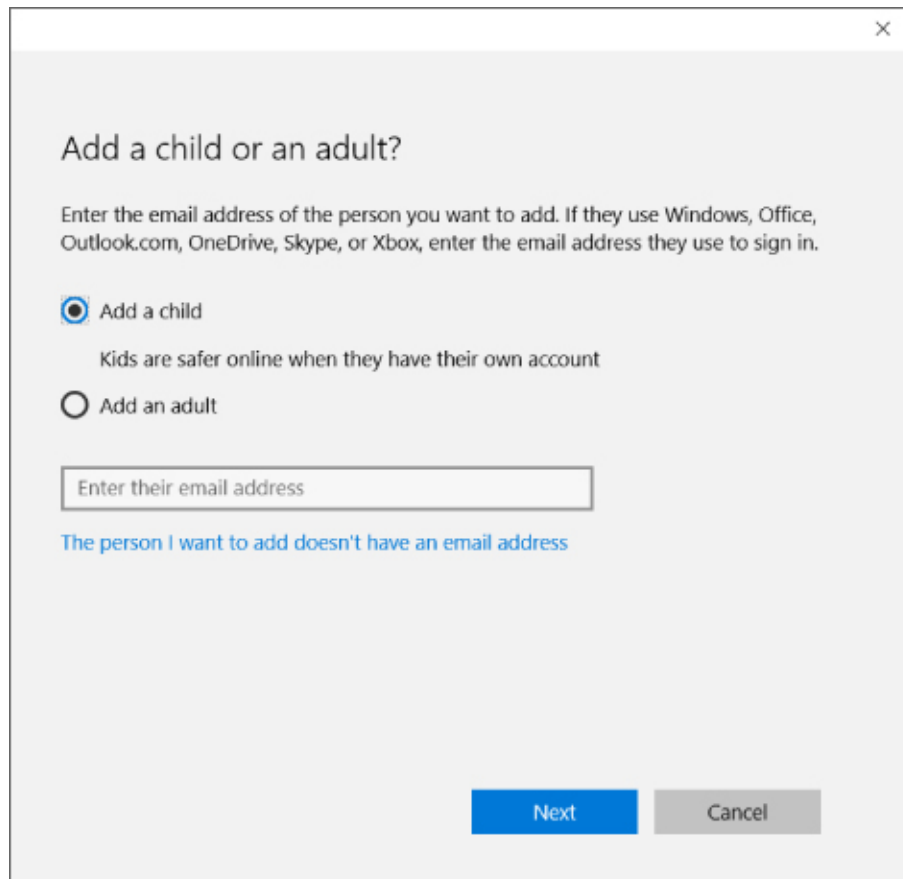 Add a child or an adult?
Enter the email address of the person you want to add. If they use Windows, Office,
Outlook.com, OneDrive, Skype, or Xbox, enter the email address they use to sign in.
Add a child
Kids are safer online when they have their own account
Add an adult
Enter their email address
The person I want to add doesn't have an email address
Next
Cancel